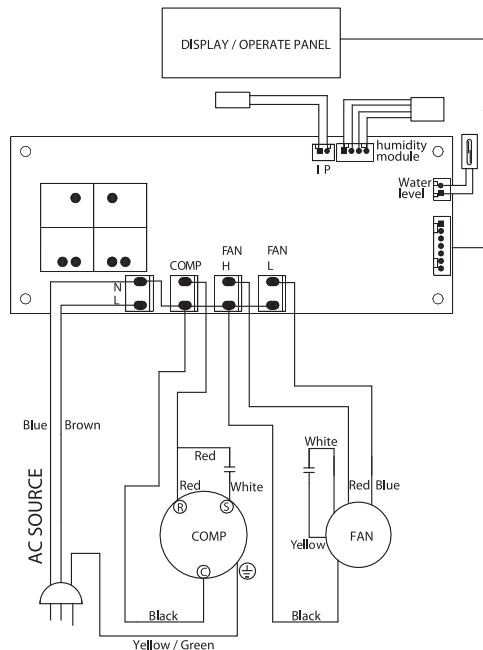 DISPLAY / OPERATE PANEL
I P
humidity
module
Water
level
FAN
FAN
COMP
H
L
N
L
Blue
Brown
Red
White
Red
White
Red
Blue
AC SOURCE
R
S
COMP
FAN
Yellow
C
Black
Black
Yellow / Green